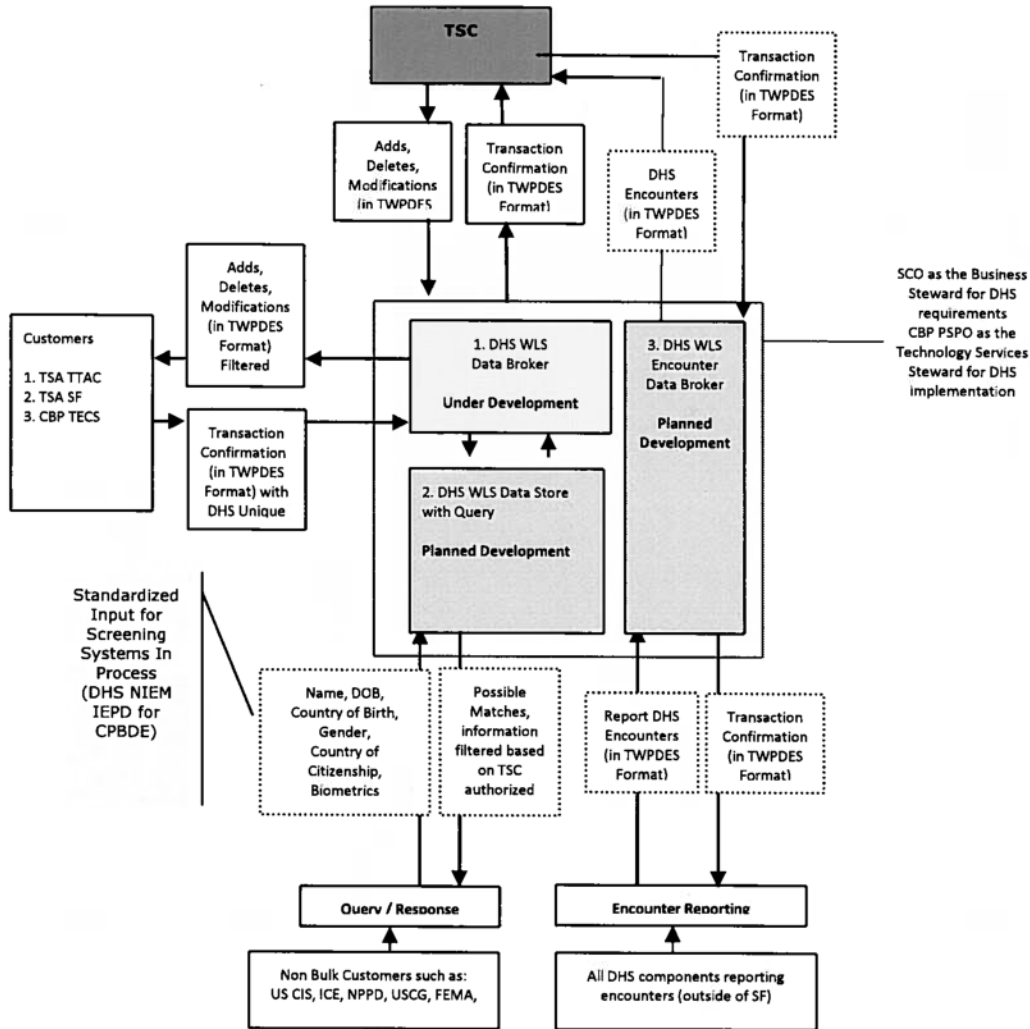 TSC
Transaction
Confirmation
(in TWPDES
Format)
Adds,
Deletes,
Modifications
(in TWPDES
Transaction
Confirmation
(in TWPDES
Format)
DHS
Encounters
(in TWPDES
Format)
Adds,
Deletes,
Modifications
(in TWPDES
Format)
Filtered
SCO as the Business
Steward for DHS
requirements
CBP PSPO as the
Technology Services
Steward for DHS
implementation
Customers
1. TSA TTAC
2. TSA SF
3. CBP TECS
1. DHS WLS
Data Broker
Under Development
3. DHS WLS
Encounter
Data Broker
Planned
Development
Transaction
Confirmation
(in TWPDES
Format) with
DHS Unique
2. DHS WLS Data Store
with Query
Planned Development
Standardized
Input for
Screening
Systems In
Process
(DHS NIEM
IEPD for
CPBDE)
Name, DOB,
Country of Birth,
Gender,
Country of
Citizenship,
Biometrics
Possible
Matches,
information
filtered based
on TSC
authorized
Report DHS
Encounters
(in TWPDES
Format)
Transaction
Confirmation
(in TWPDES
Format)
Query / Response
Encounter Reporting
Non Bulk Customers such as:
US CIS, ICE, NPPD, USCG, FEMA,
All DHS components reporting
encounters (outside of SF)